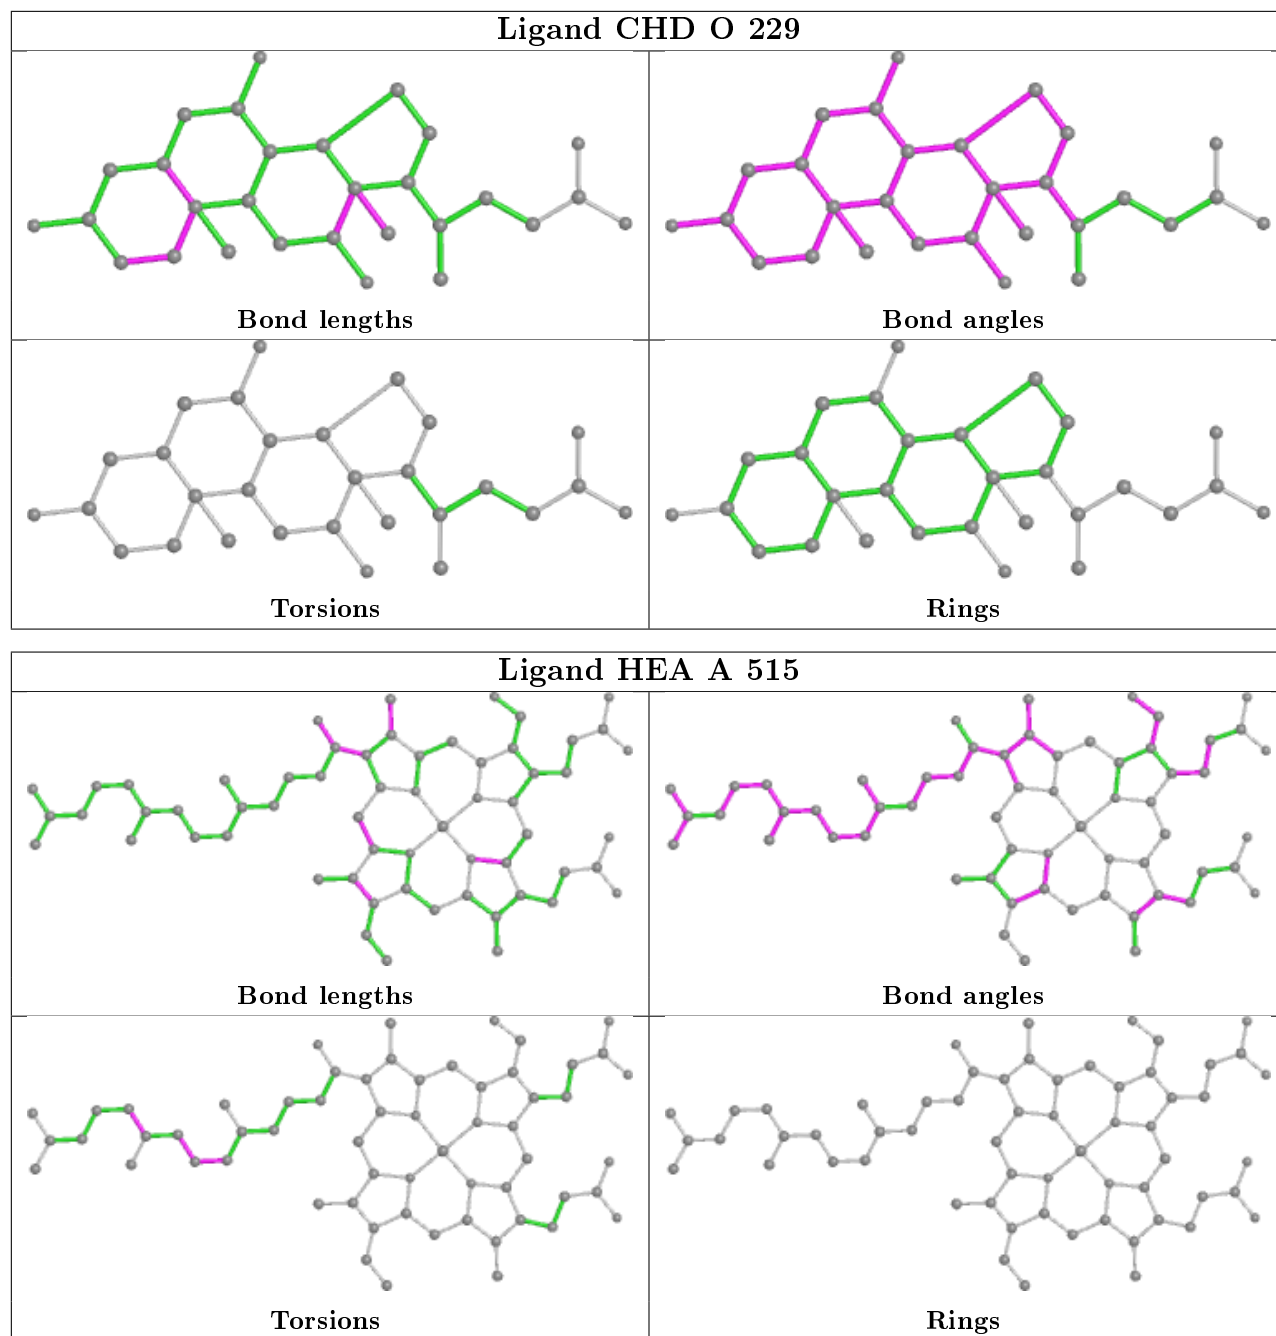 Ligand CHD O 229
Bond lengths
Bond angles
Torsions
Rings
Ligand HEA A 515
Bond lengths
Bond angles
Torsions
Rings